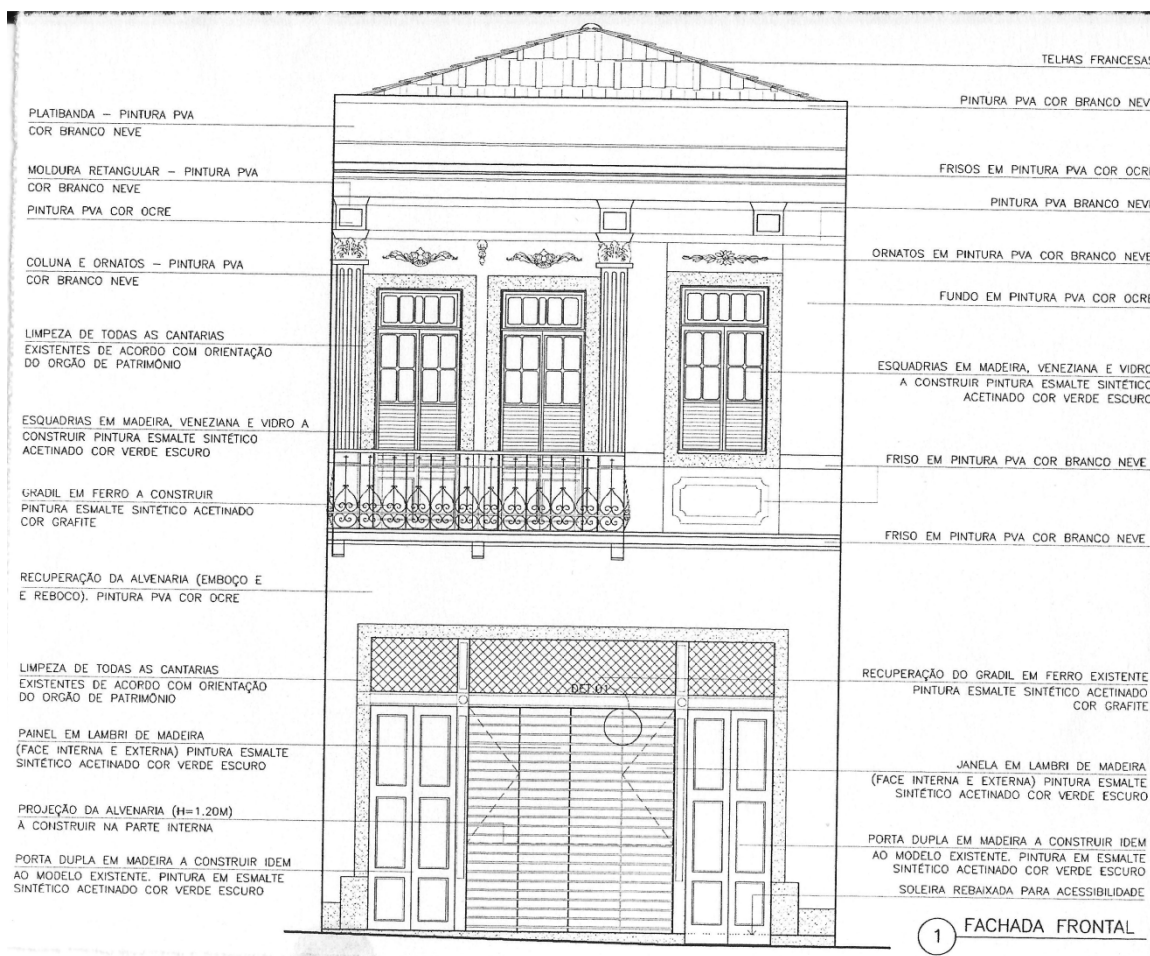 PLATIBANDA – PINTURA PVA
COR BRANCO NEVE
MOLDURA RETANGULAR – PINTURA PVA
COR BRANCO NEVE
PINTURA PVA COR OCRE
COLUNA E ORNATOS – PINTURA PVA
COR BRANCO NEVE
LIMPEZA DE TODAS AS CANTARIAS
EXISTENTES DE ACORDO COM ORIENTAÇÃO
DO ORGÃO DE PATRIMÔNIO
ESQUADRIAS EM MADEIRA, VENEZIANA E VIDRO A
CONSTRUIR PINTURA ESMALTE SINTÉTICO
ACETINADO COR VERDE ESCURO
GRADIL EM FERRO A CONSTRUIR
PINTURA ESMALTE SINTÉTICO ACETINADO
COR GRAFITE
RECUPERAÇÃO DA ALVENARIA (EMBOÇO E
E REBOCO). PINTURA PVA COR OCRE
LIMPEZA DE TODAS AS CANTARIAS
EXISTENTES DE ACORDO COM ORIENTAÇÃO
DO ORGÃO DE PATRIMÔNIO
PAINEL EM LAMBRI DE MADEIRA
(FACE INTERNA E EXTERNA) PINTURA ESMALTE
SINTÉTICO ACETINADO COR VERDE ESCURO
PROJEÇÃO DA ALVENARIA (H=1.20M)
À CONSTRUIR NA PARTE INTERNA
PORTA DUPLA EM MADEIRA A CONSTRUIR IDEM
AO MODELO EXISTENTE. PINTURA EM ESMALTE
SINTÉTICO ACETINADO COR VERDE ESCURO
DET.01
TELHAS FRANCESAS
PINTURA PVA COR BRANCO NEVE
FRISOS EM PINTURA PVA COR OCRE
PINTURA PVA BRANCO NEVE
ORNATOS EM PINTURA PVA COR BRANCO NEVE
FUNDO EM PINTURA PVA COR OCRE
ESQUADRIAS EM MADEIRA, VENEZIANA E VIDRO
A CONSTRUIR PINTURA ESMALTE SINTÉTICO
ACETINADO COR VERDE ESCURO
FRISO EM PINTURA PVA COR BRANCO NEVE
FRISO EM PINTURA PVA COR BRANCO NEVE
RECUPERAÇÃO DO GRADIL EM FERRO EXISTENTE
PINTURA ESMALTE SINTÉTICO ACETINADO
COR GRAFITE
JANELA EM LAMBRI DE MADEIRA
(FACE INTERNA E EXTERNA) PINTURA ESMALTE
SINTÉTICO ACETINADO COR VERDE ESCURO
PORTA DUPLA EM MADEIRA A CONSTRUIR IDEM
AO MODELO EXISTENTE. PINTURA EM ESMALTE
SINTÉTICO ACETINADO COR VERDE ESCURO
SOLEIRA REBAIXADA PARA ACESSIBILIDADE
1 FACHADA FRONTAL